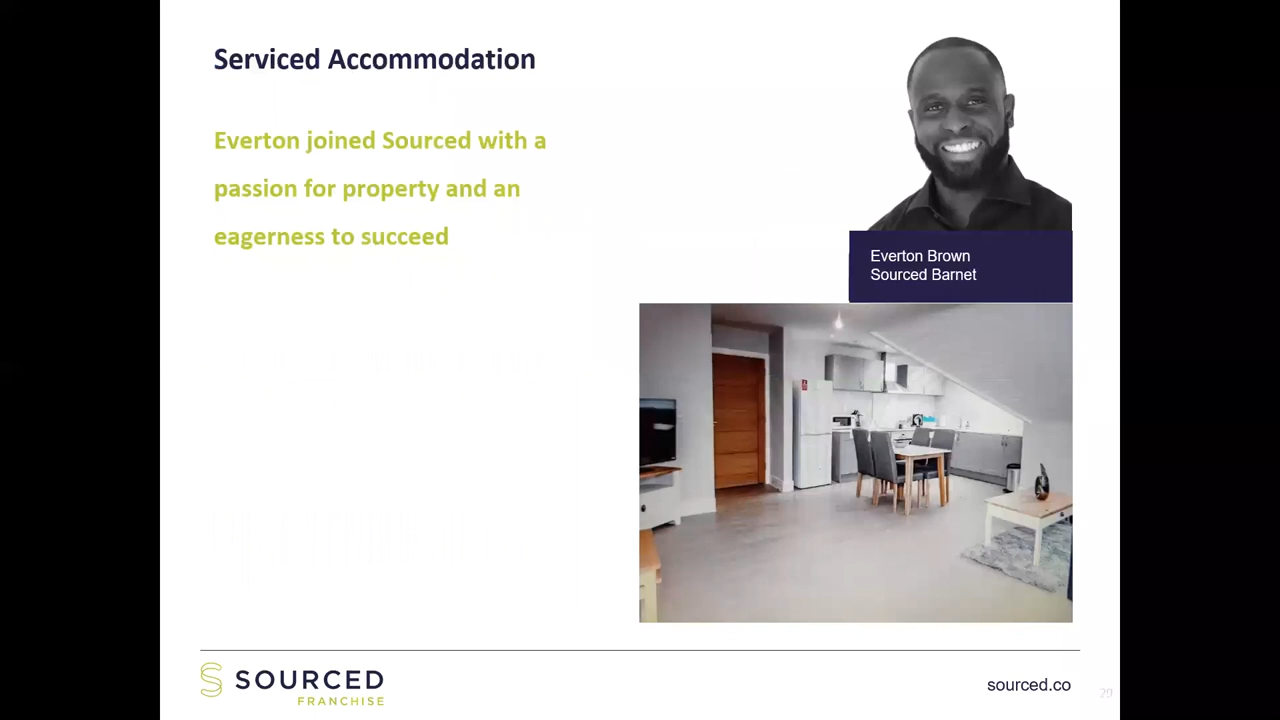 Serviced Accommodation
Everton joined Sourced with a
passion for property and an
eagerness to succeed
Everton Brown
Sourced Barnet
SOURCED
FRANCHISE
sourced.co
29